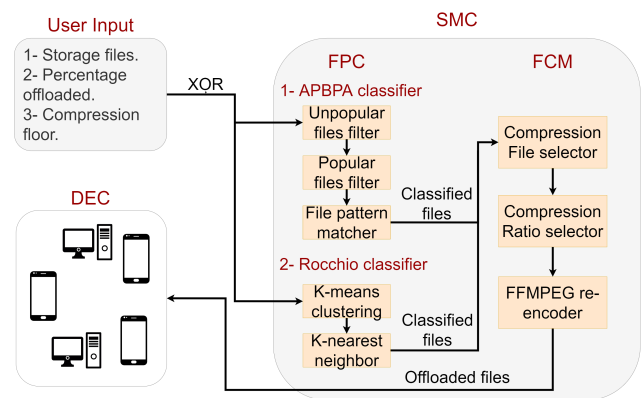 User Input
1- Storage files.
2- Percentage
offloaded.
3- Compression
floor.
XOR
SMC
FPC
1- APBPA classifier
Unpopular
files filter
Popular
files filter
File pattern
matcher
Classified
files
2- Rocchio classifier
K-means
clustering
K-nearest
neighbor
Classified
files
FCM
Compression
File selector
Compression
Ratio selector
FFMPEG re-
encoder
Offloaded files
DEC